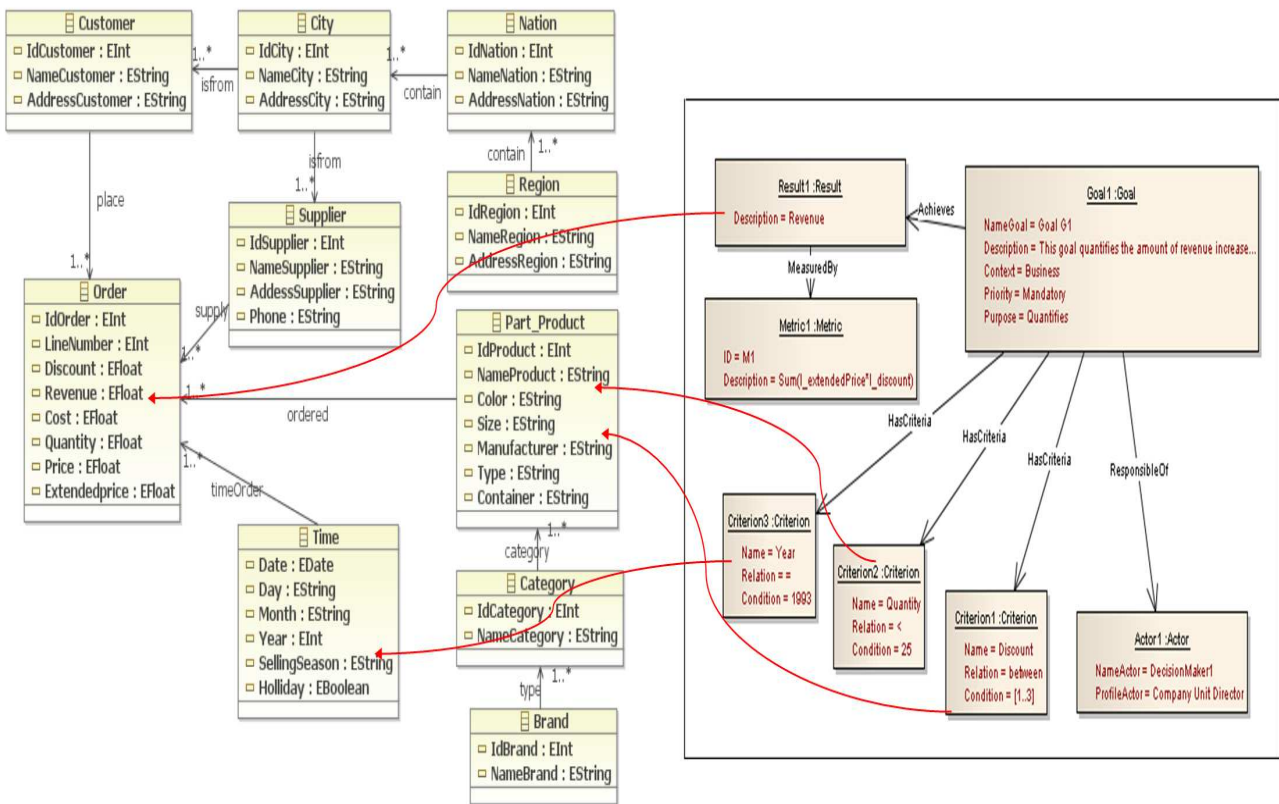 Customer
IdCustomer : EInt
NameCustomer : EString
AddressCustomer : EString
1..*
isfrom
City
IdCity : EInt
NameCity : EString
AddressCity : EString
1..*
contain
Nation
IdNation : EInt
NameNation : EString
AddressNation : EString
1..*
contain
isfrom
1..*
place
1..*
Region
IdRegion : EInt
NameRegion : EString
AddressRegion : EString
Supplier
IdSupplier : EInt
NameSupplier : EString
AddessSupplier : EString
Phone : EString
supply
1..*
Order
IdOrder : EInt
LineNumber : EInt
Discount : EFloat
Revenue : EFloat
Cost : EFloat
Quantity : EFloat
Price : EFloat
Extendedprice : EFloat
1..*
ordered
1..*
timeOrder
Part_Product
IdProduct : EInt
NameProduct : EString
Color : EString
Size : EString
Manufacturer : EString
Type : EString
Container : EString
1..*
category
Time
Date : EDate
Day : EString
Month : EString
Year : EInt
SellingSeason : EString
Holliday : EBoolean
Category
IdCategory : EInt
NameCategory : EString
1..*
type
Brand
IdBrand : EInt
NameBrand : EString
Result1 :Result
Description = Revenue
Achieves
Goal1 :Goal
NameGoal = Goal G1
Description = This goal quantifies the amount of revenue increase...
Context = Business
Priority = Mandatory
Purpose = Quantifies
MeasuredBy
Metric1 :Metric
ID = M1
Description = Sum(l_extendedPrice*l_discount)
HasCriteria
HasCriteria
HasCriteria
ResponsibleOf
Criterion3 :Criterion
Name = Year
Relation = =
Condition = 1993
Criterion2 :Criterion
Name = Quantity
Relation = <
Condition = 25
Criterion1 :Criterion
Name = Discount
Relation = between
Condition = [1..3]
Actor1 :Actor
NameActor = DecisionMaker1
ProfileActor = Company Unit Director